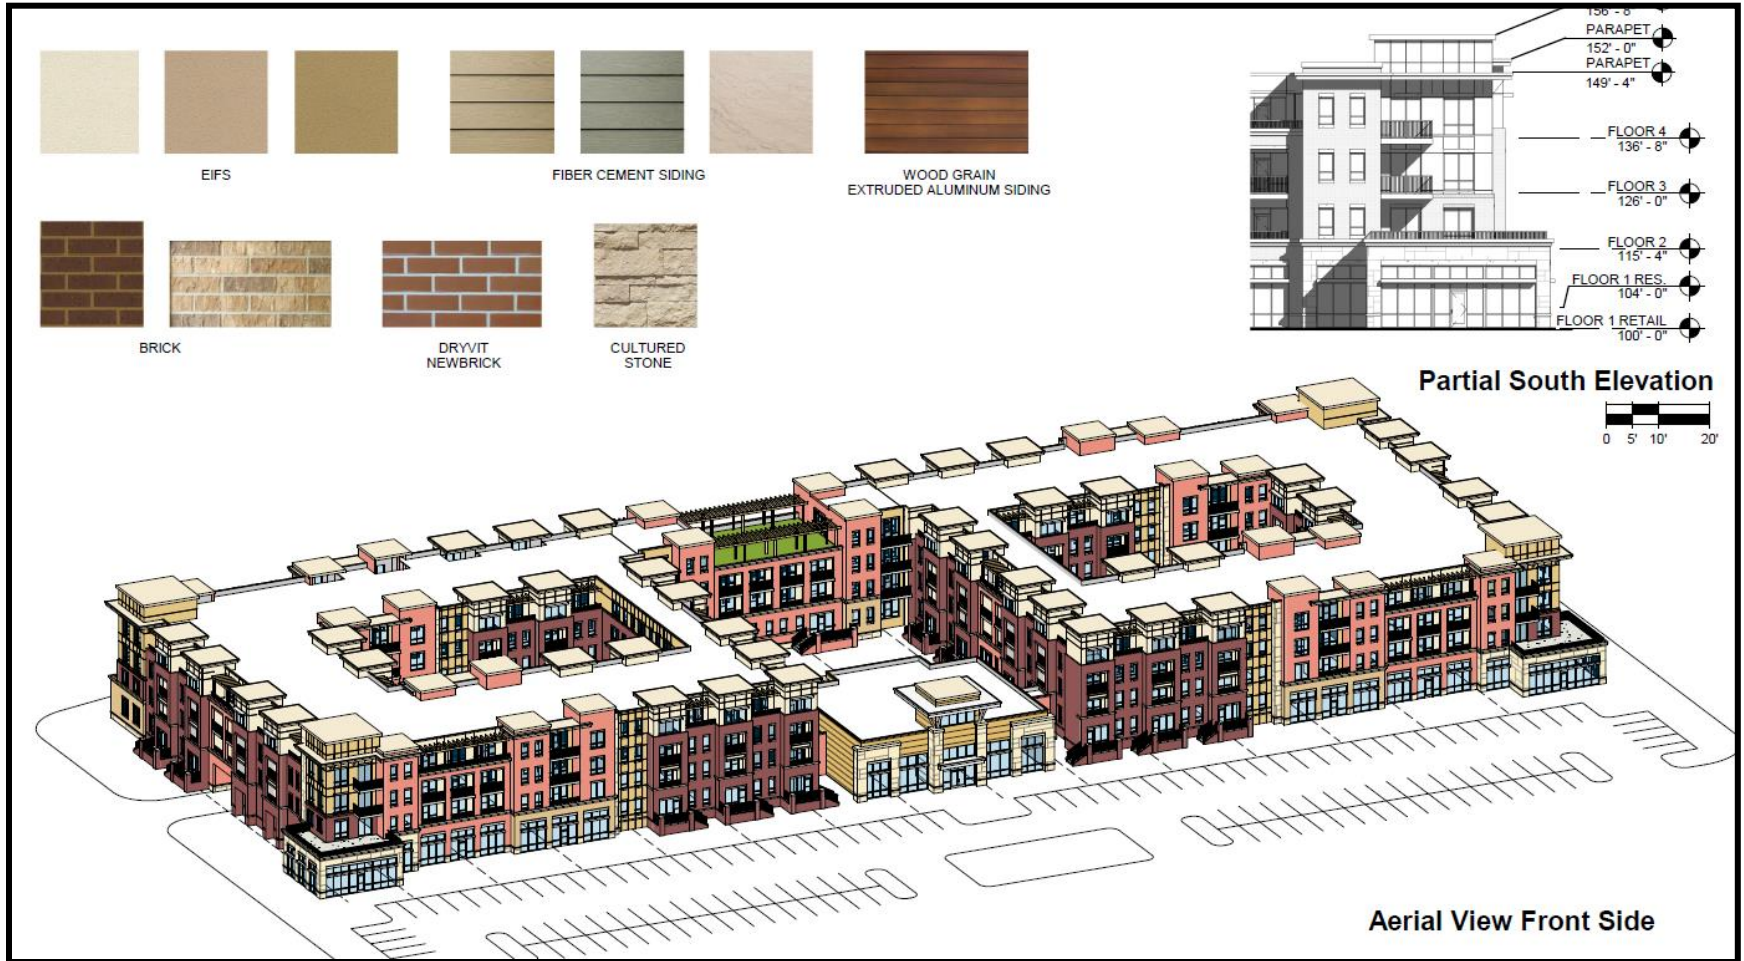 EIFS
FIBER CEMENT SIDING
WOOD GRAIN
EXTRUDED ALUMINUM SIDING
BRICK
DRYVIT
NEWBRICK
CULTURED
STONE
156' - 8"
PARAPET
152' - 0"
PARAPET
149' - 4"
FLOOR 4
136' - 8"
FLOOR 3
126' - 0"
FLOOR 2
115' - 4"
FLOOR 1 RES.
104' - 0"
FLOOR 1 RETAIL
100' - 0"
Partial South Elevation
0 5' 10' 20'
Aerial View Front Side